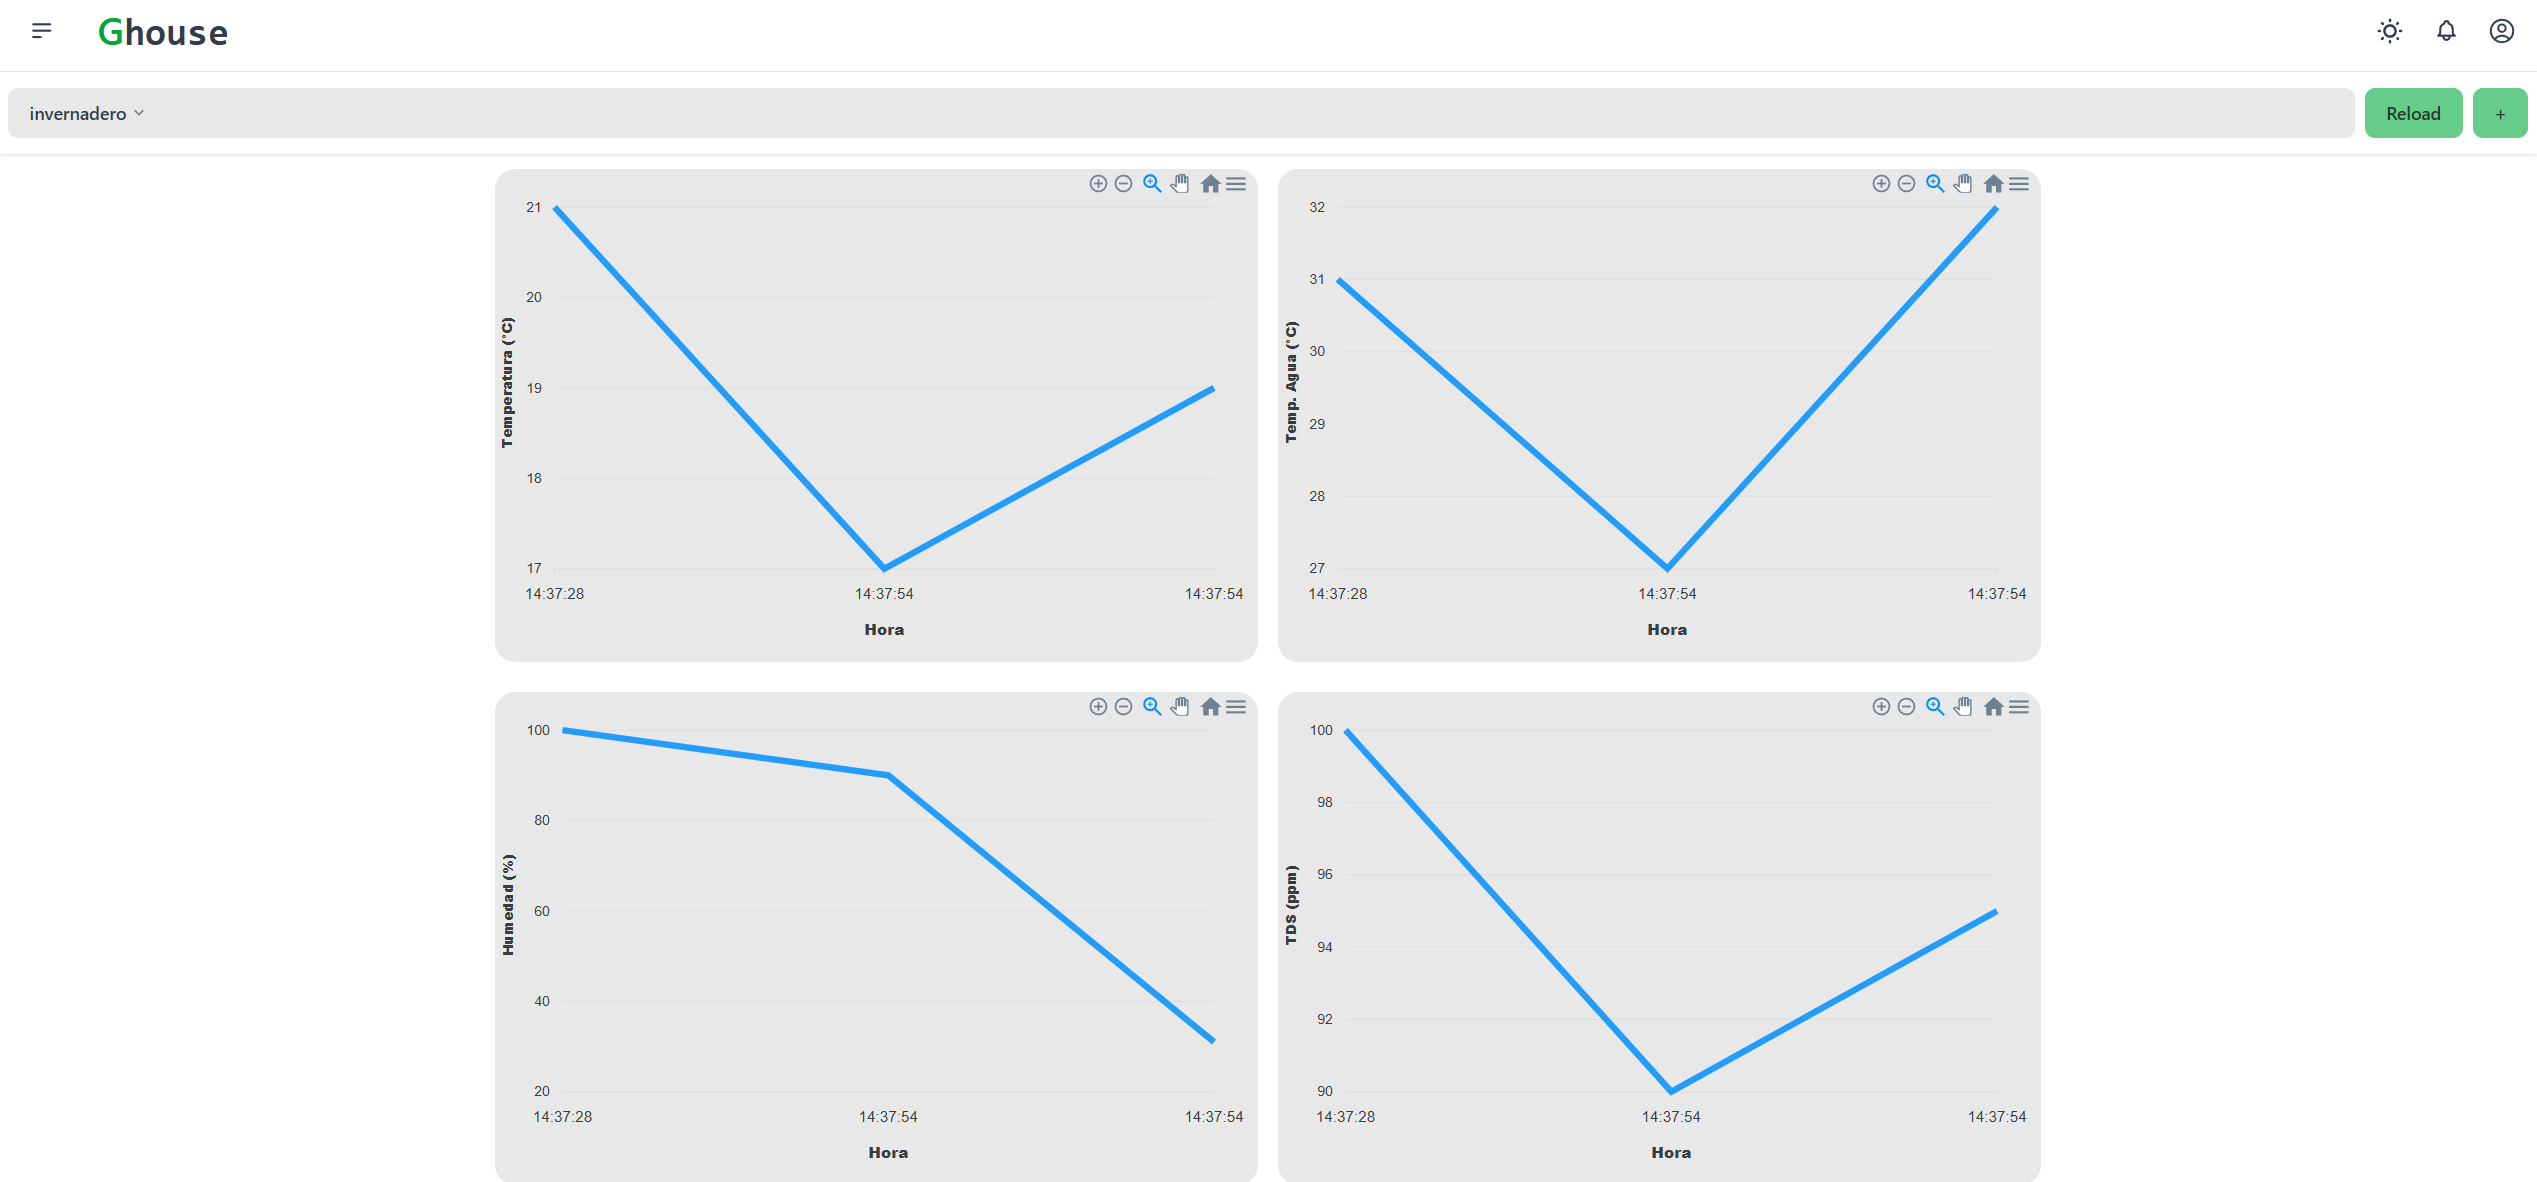 Ghouse
invernadero
Reload
+
21
20
19
18
17
Temperatura (°C)
14:37:28 14:37:54 14:37:54
Hora
32
31
30
29
28
27
Temp. Agua (°C)
14:37:28 14:37:54 14:37:54
Hora
100
80
60
40
20
Humedad (%)
14:37:28 14:37:54 14:37:54
Hora
100
98
96
94
92
90
TDS (ppm)
14:37:28 14:37:54 14:37:54
Hora